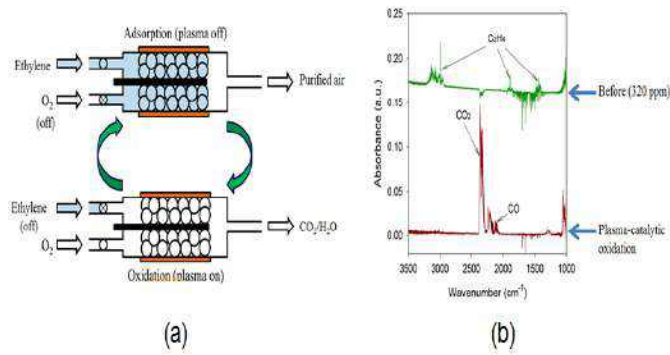 Adsorption (plasma off)
Ethylene
O₂
(off)
Purified air
Ethylene
(off)
O₂
CO₂/H₂O
Oxidation (plasma on)
(a)
Absorbance (a.u.)
0.25
0.20
0.15
0.10
0.05
0.00
C₂H₄
CO₂
CO
Before (320 ppm)
Plasma-catalytic
oxidation
3500 3000 2500 2000 1500 1000
Wavenumber (cm⁻¹)
(b)